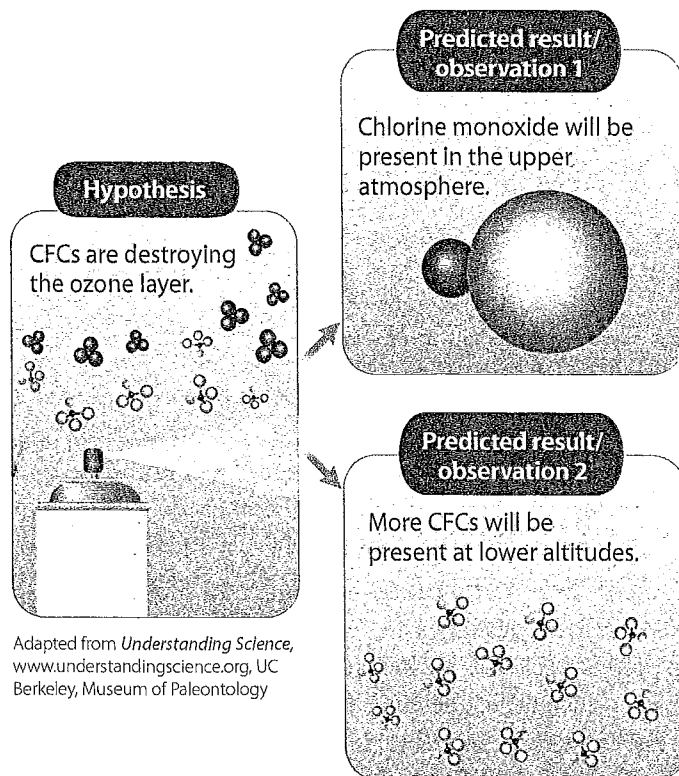 Hypothesis
CFCs are destroying
the ozone layer.
Predicted result/
observation 1
Chlorine monoxide will be
present in the upper
atmosphere.
Predicted result/
observation 2
More CFCs will be
present at lower altitudes.
Adapted from Understanding Science,
www.understandingscience.org, UC
Berkeley, Museum of Paleontology